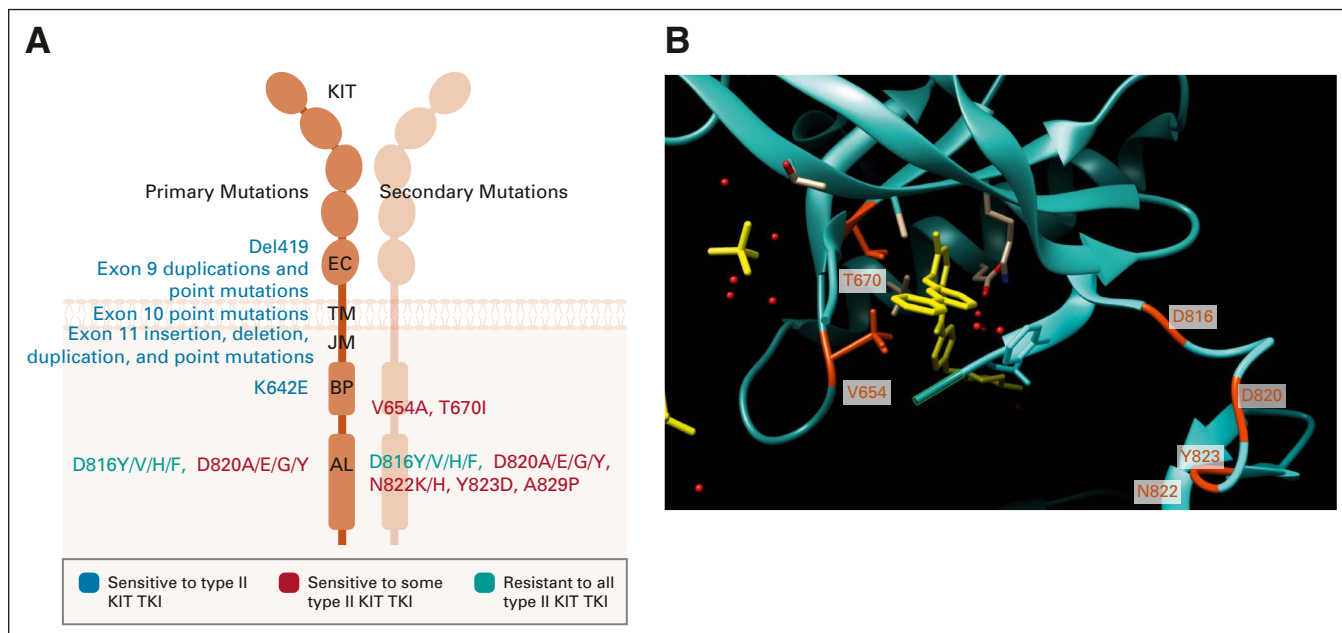 A
KIT
Primary Mutations
Secondary Mutations
Del419
Exon 9 duplications and
point mutations
EC
Exon 10 point mutations
TM
Exon 11 insertion, deletion,
duplication, and point mutations
JM
K642E
BP
V654A, T670I
D816Y/V/H/F, D820A/E/G/Y
AL
D816Y/V/H/F, D820A/E/G/Y,
N822K/H, Y823D, A829P
Sensitive to type II
KIT TKI
Sensitive to some
type II KIT TKI
Resistant to all
type II KIT TKI
B
T670
D816
V654
D820
Y823
N822